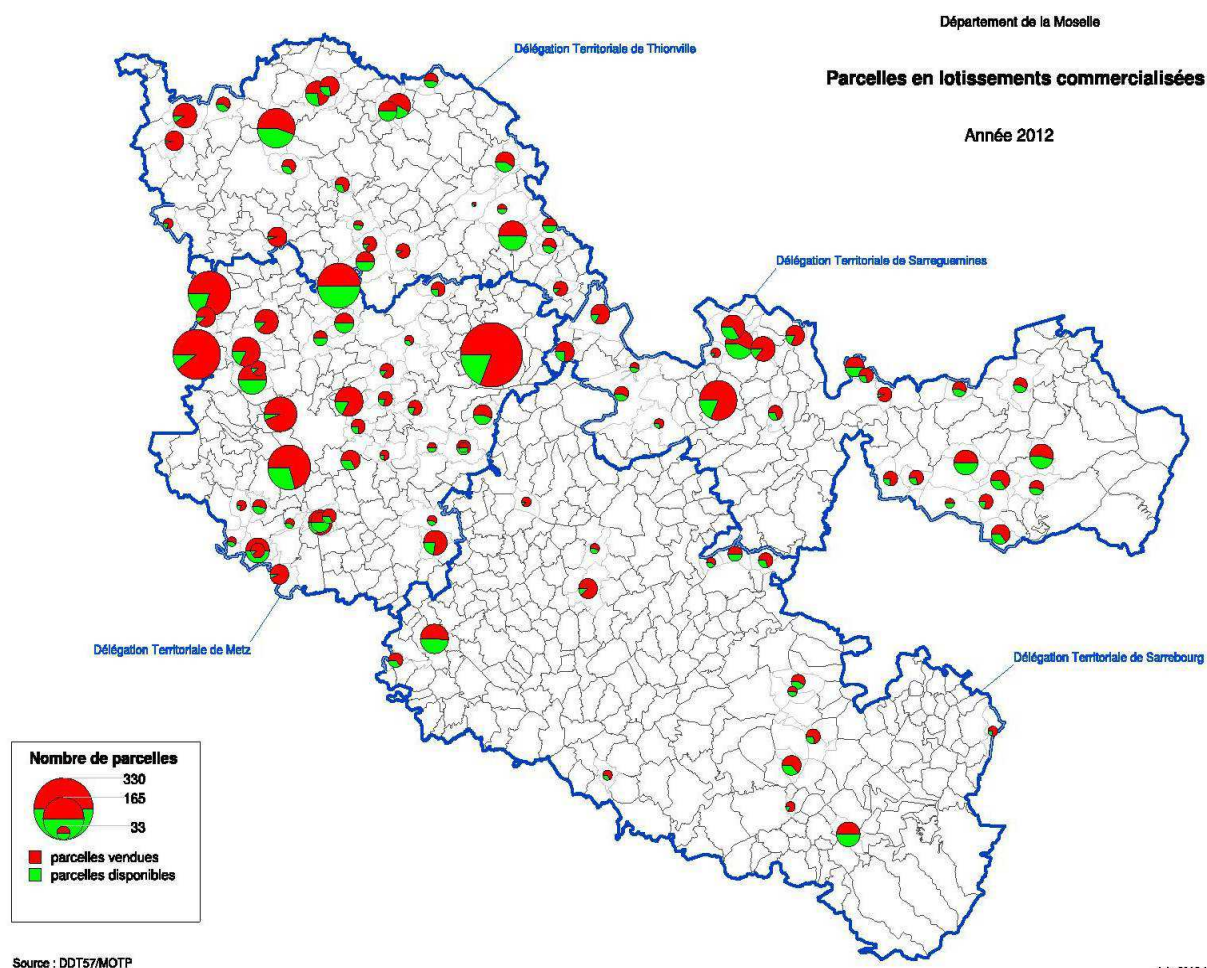 Département de la Moselle
Parcelles en lotissements commercialisées
Année 2012
Délégation Territoriale de Thionville
Délégation Territoriale de Sarreguemines
Délégation Territoriale de Metz
Délégation Territoriale de Sarrebourg
Nombre de parcelles
330
165
33
parcelles vendues
parcelles disponibles
Source : DDT57/MOTP